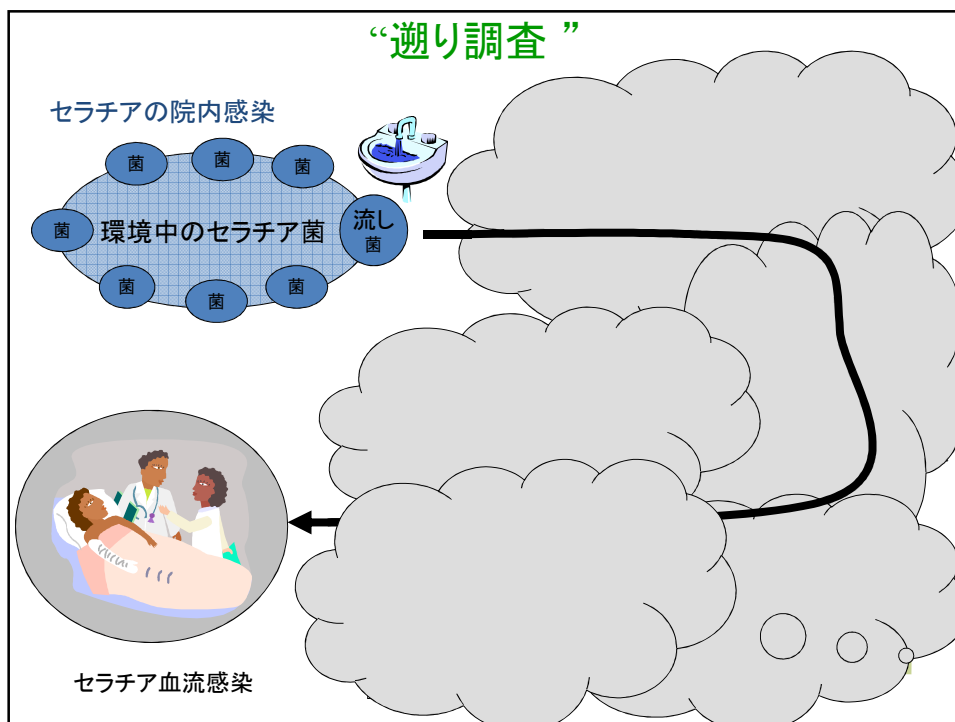 “遡り調査 ”
セラチアの院内感染
菌
菌
菌
菌
環境中のセラチア菌
流し
菌
菌
菌
菌
セラチア血流感染